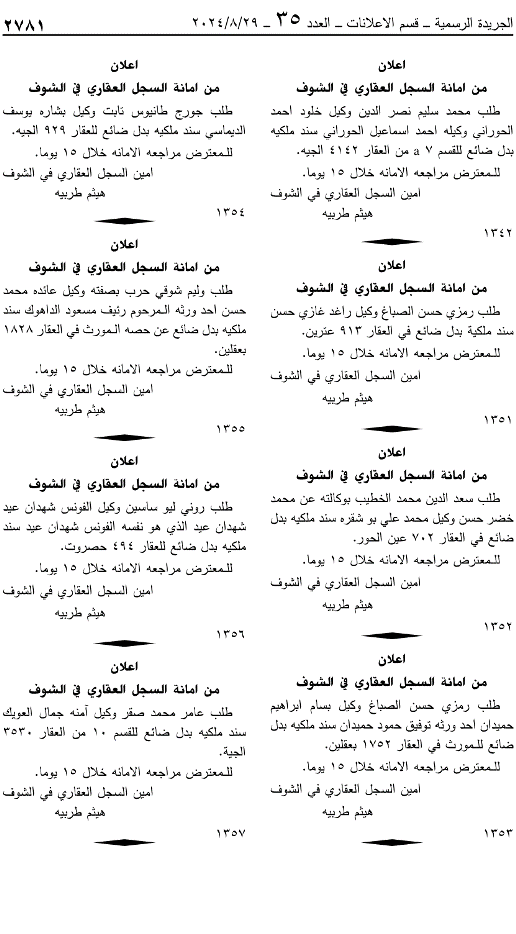 الجريدة الرسمية ــ قسم الاعلانات ــ العدد ٣٥ ــ ٢٠٢٤/٨/٢٩
٢٧٨١
اعلان
من امانة السجل العقاري في الشوف
طلب محمد سليم نصر الدين وكيل خلود احمد
الحوراني وكيله احمد اسماعيل الحوراني سند ملكيه
بدل ضائع للقسم ٧ a من العقار ٤١٤٢ الجيه.
للمعترض مراجعه الامانه خلال ١٥ يوما.
امين السجل العقاري في الشوف
هيثم طربيه
١٣٤٢
اعلان
من امانة السجل العقاري في الشوف
طلب رمزي حسن الصباغ وكيل راغد غازي حسن
سند ملكية بدل ضائع في العقار ٩١٣ عترين.
للمعترض مراجعه الامانه خلال ١٥ يوما.
امين السجل العقاري في الشوف
هيثم طربيه
١٣٥١
اعلان
من امانة السجل العقاري في الشوف
طلب سعد الدين محمد الخطيب بوكالته عن محمد
خضر حسن وكيل محمد علي بو شقره سند ملكيه بدل
ضائع في العقار ٧٠٢ عين الحور.
للمعترض مراجعه الامانه خلال ١٥ يوما.
امين السجل العقاري في الشوف
هيثم طربيه
١٣٥٢
اعلان
من امانة السجل العقاري في الشوف
طلب رمزي حسن الصباغ وكيل بسام ابراهيم
حميدان احد ورثه توفيق حمود حميدان سند ملكيه بدل
ضائع للمورث في العقار ١٧٥٢ بعقلين.
للمعترض مراجعه الامانه خلال ١٥ يوما.
امين السجل العقاري في الشوف
هيثم طربيه
١٣٥٣
اعلان
من امانة السجل العقاري في الشوف
طلب جورج طانيوس تابت وكيل بشاره يوسف
الديماسي سند ملكيه بدل ضائع للعقار ٩٢٩ الجيه.
للمعترض مراجعه الامانه خلال ١٥ يوما.
امين السجل العقاري في الشوف
هيثم طربيه
١٣٥٤
اعلان
من امانة السجل العقاري في الشوف
طلب وليم شوقي حرب بصفته وكيل عائده محمد
حسن احد ورثه المرحوم رئيف مسعود الداهوك سند
ملكيه بدل ضائع عن حصه المورث في العقار ١٨٢٨
بعقلين.
للمعترض مراجعه الامانه خلال ١٥ يوما.
امين السجل العقاري في الشوف
هيثم طربيه
١٣٥٥
اعلان
من امانة السجل العقاري في الشوف
طلب روني ليو ساسين وكيل الفونس شهدان عيد
شهدان عيد الذي هو نفسه الفونس شهدان عيد سند
ملكيه بدل ضائع للعقار ٤٩٤ حصروت.
للمعترض مراجعه الامانه خلال ١٥ يوما.
امين السجل العقاري في الشوف
هيثم طربيه
١٣٥٦
اعلان
من امانة السجل العقاري في الشوف
طلب عامر محمد صقر وكيل آمنه جمال العويك
سند ملكيه بدل ضائع للقسم ١٠ من العقار ٣٥٣٠
الجية.
للمعترض مراجعه الامانه خلال ١٥ يوما.
امين السجل العقاري في الشوف
هيثم طربيه
١٣٥٧